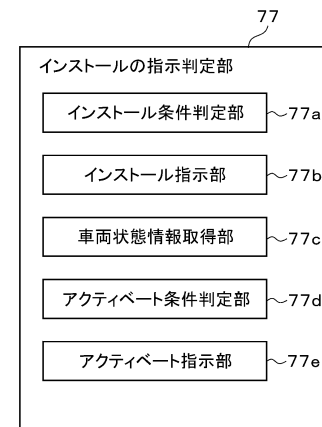 77
インストールの指示判定部
インストール条件判定部 77a
インストール指示部 77b
車両状態情報取得部 77c
アクティベート条件判定部 77d
アクティベート指示部 77e